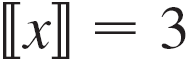 ⟦x⟧ = 3